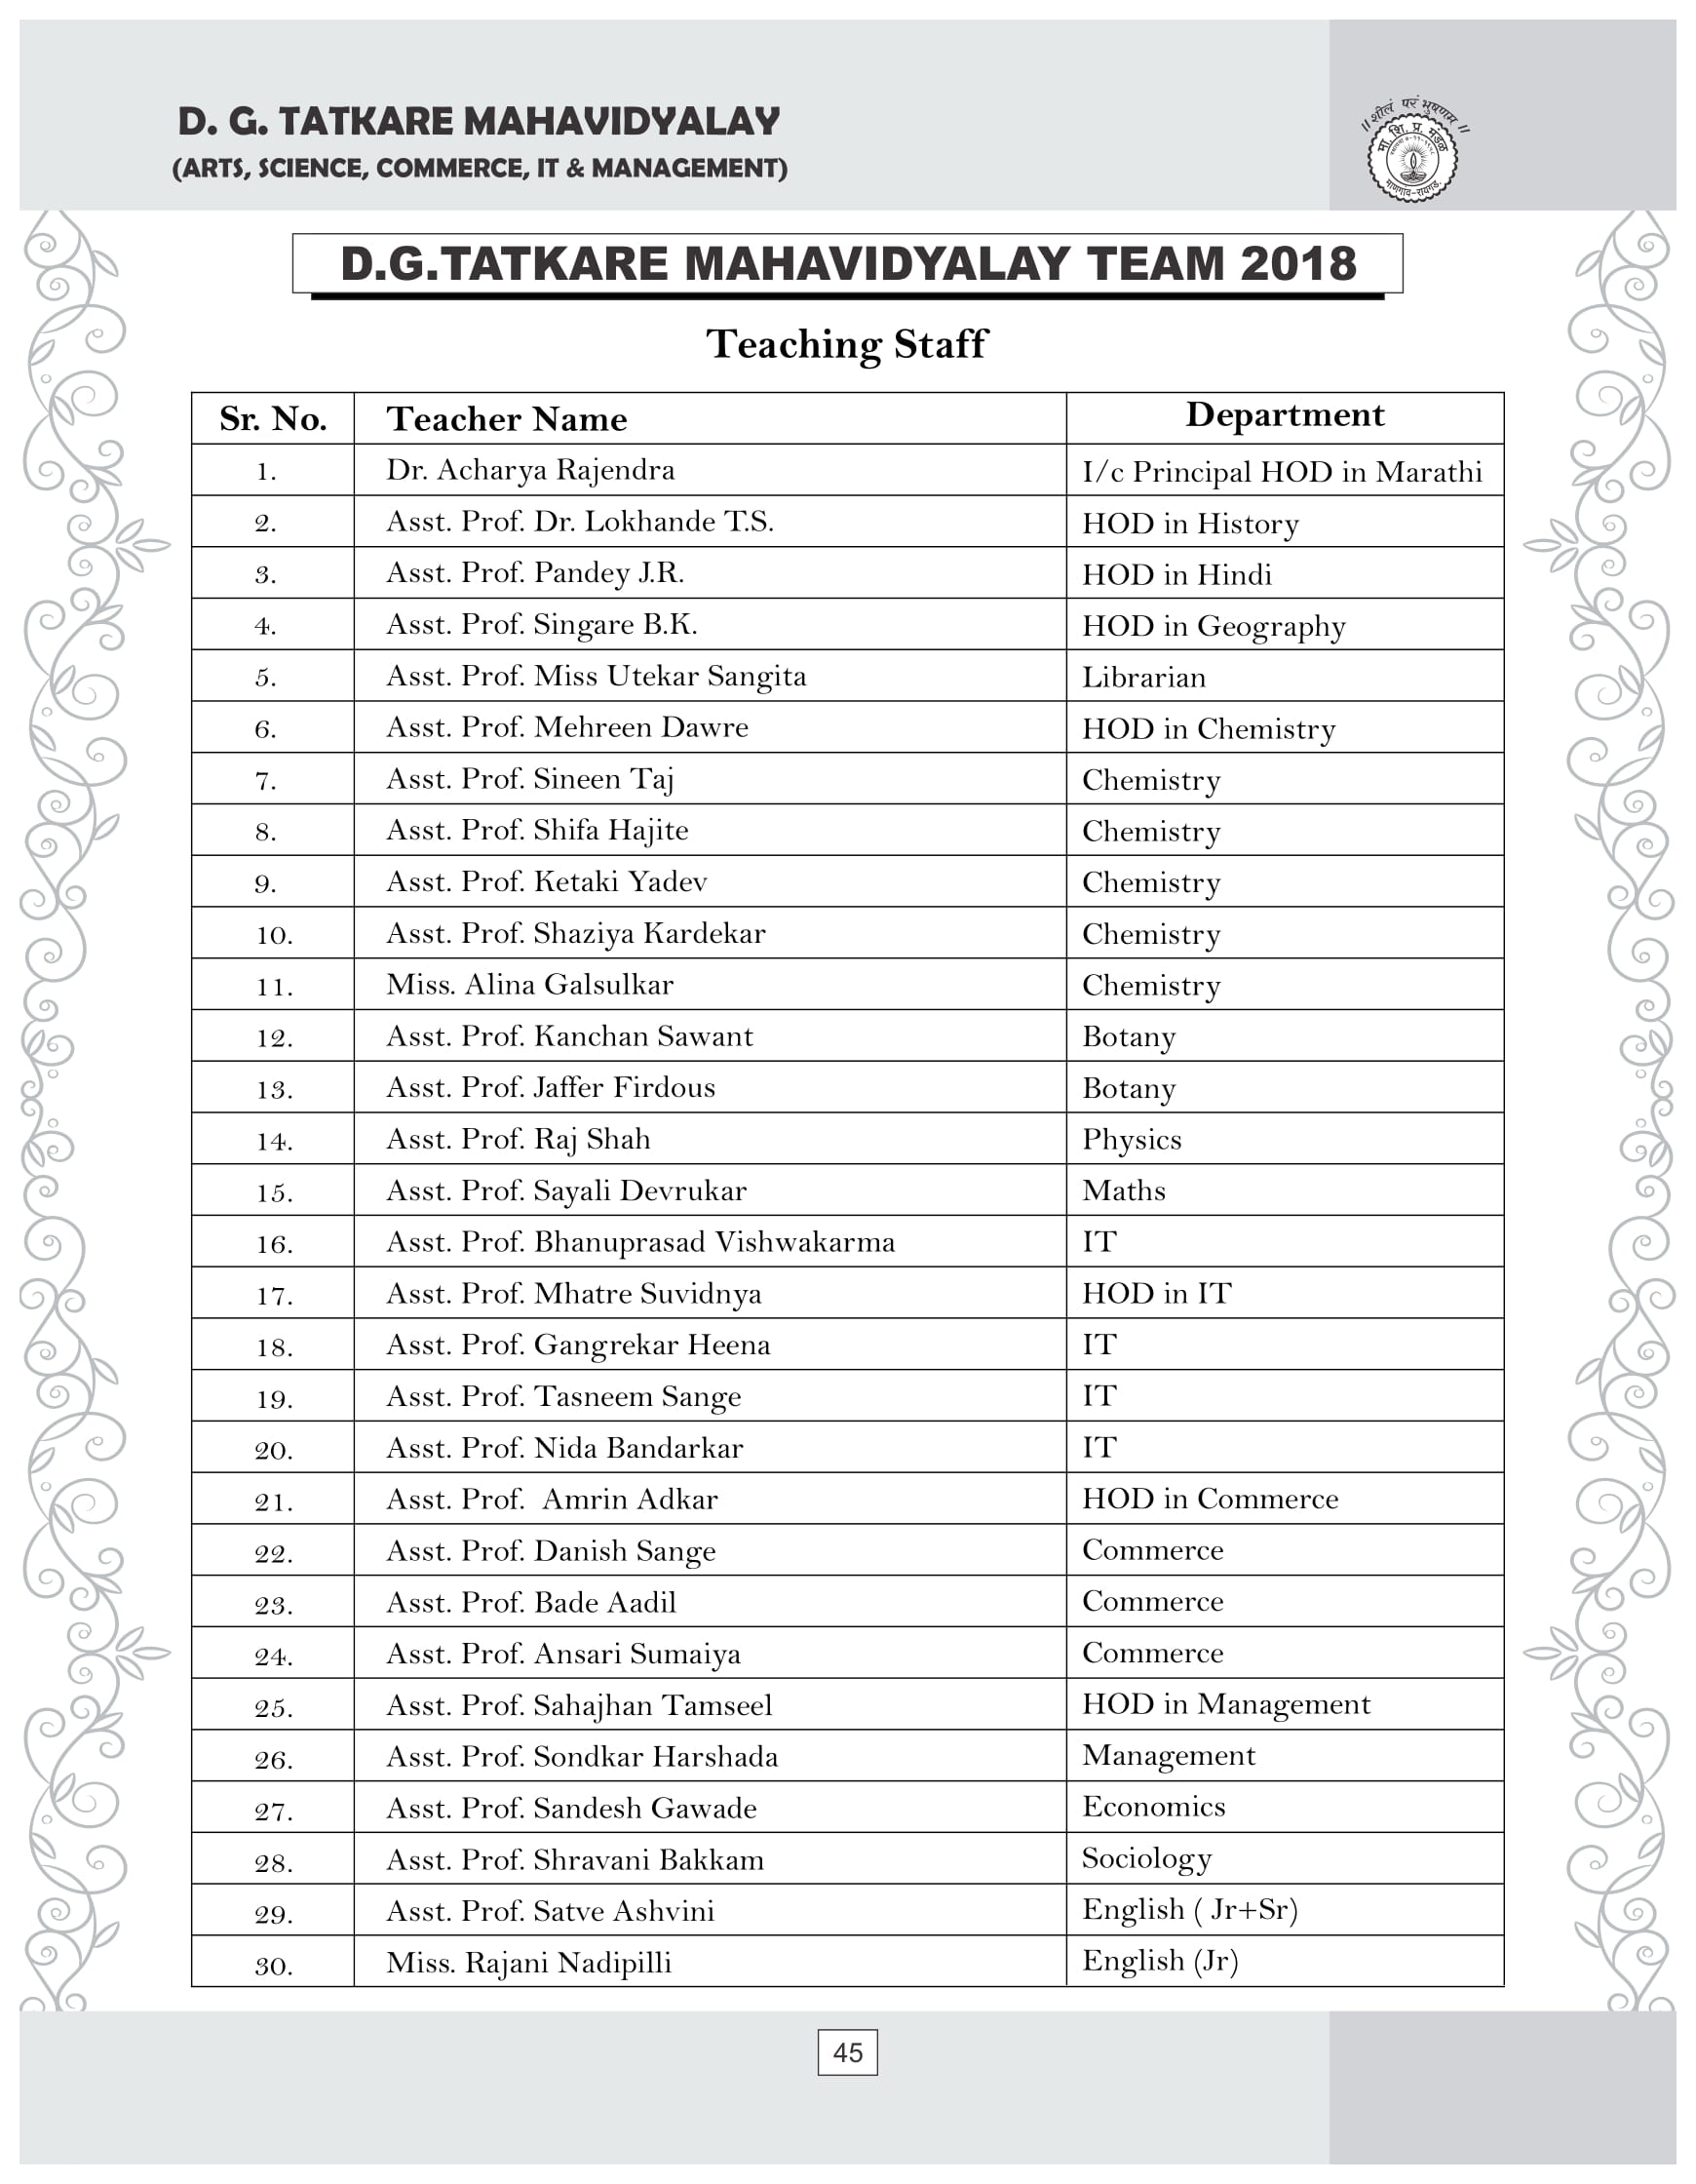 D. G. TATKARE MAHAVIDYALAY
(ARTS, SCIENCE, COMMERCE, IT & MANAGEMENT)
॥ शीलं परं भुषणम ॥
मा. शि. प्र. मंडळ
माणगाव-रायगड.
D.G.TATKARE MAHAVIDYALAY TEAM 2018
Teaching Staff
Sr. No. Teacher Name Department
1. Dr. Acharya Rajendra I/c Principal HOD in Marathi
2. Asst. Prof. Dr. Lokhande T.S. HOD in History
3. Asst. Prof. Pandey J.R. HOD in Hindi
4. Asst. Prof. Singare B.K. HOD in Geography
5. Asst. Prof. Miss Utekar Sangita Librarian
6. Asst. Prof. Mehreen Dawre HOD in Chemistry
7. Asst. Prof. Sineen Taj Chemistry
8. Asst. Prof. Shifa Hajite Chemistry
9. Asst. Prof. Ketaki Yadev Chemistry
10. Asst. Prof. Shaziya Kardekar Chemistry
11. Miss. Alina Galsulkar Chemistry
12. Asst. Prof. Kanchan Sawant Botany
13. Asst. Prof. Jaffer Firdous Botany
14. Asst. Prof. Raj Shah Physics
15. Asst. Prof. Sayali Devrukar Maths
16. Asst. Prof. Bhanuprasad Vishwakarma IT
17. Asst. Prof. Mhatre Suvidnya HOD in IT
18. Asst. Prof. Gangrekar Heena IT
19. Asst. Prof. Tasneem Sange IT
20. Asst. Prof. Nida Bandarkar IT
21. Asst. Prof.  Amrin Adkar HOD in Commerce
22. Asst. Prof. Danish Sange Commerce
23. Asst. Prof. Bade Aadil Commerce
24. Asst. Prof. Ansari Sumaiya Commerce
25. Asst. Prof. Sahajhan Tamseel HOD in Management
26. Asst. Prof. Sondkar Harshada Management
27. Asst. Prof. Sandesh Gawade Economics
28. Asst. Prof. Shravani Bakkam Sociology
29. Asst. Prof. Satve Ashvini English ( Jr+Sr)
30. Miss. Rajani Nadipilli English (Jr)
45